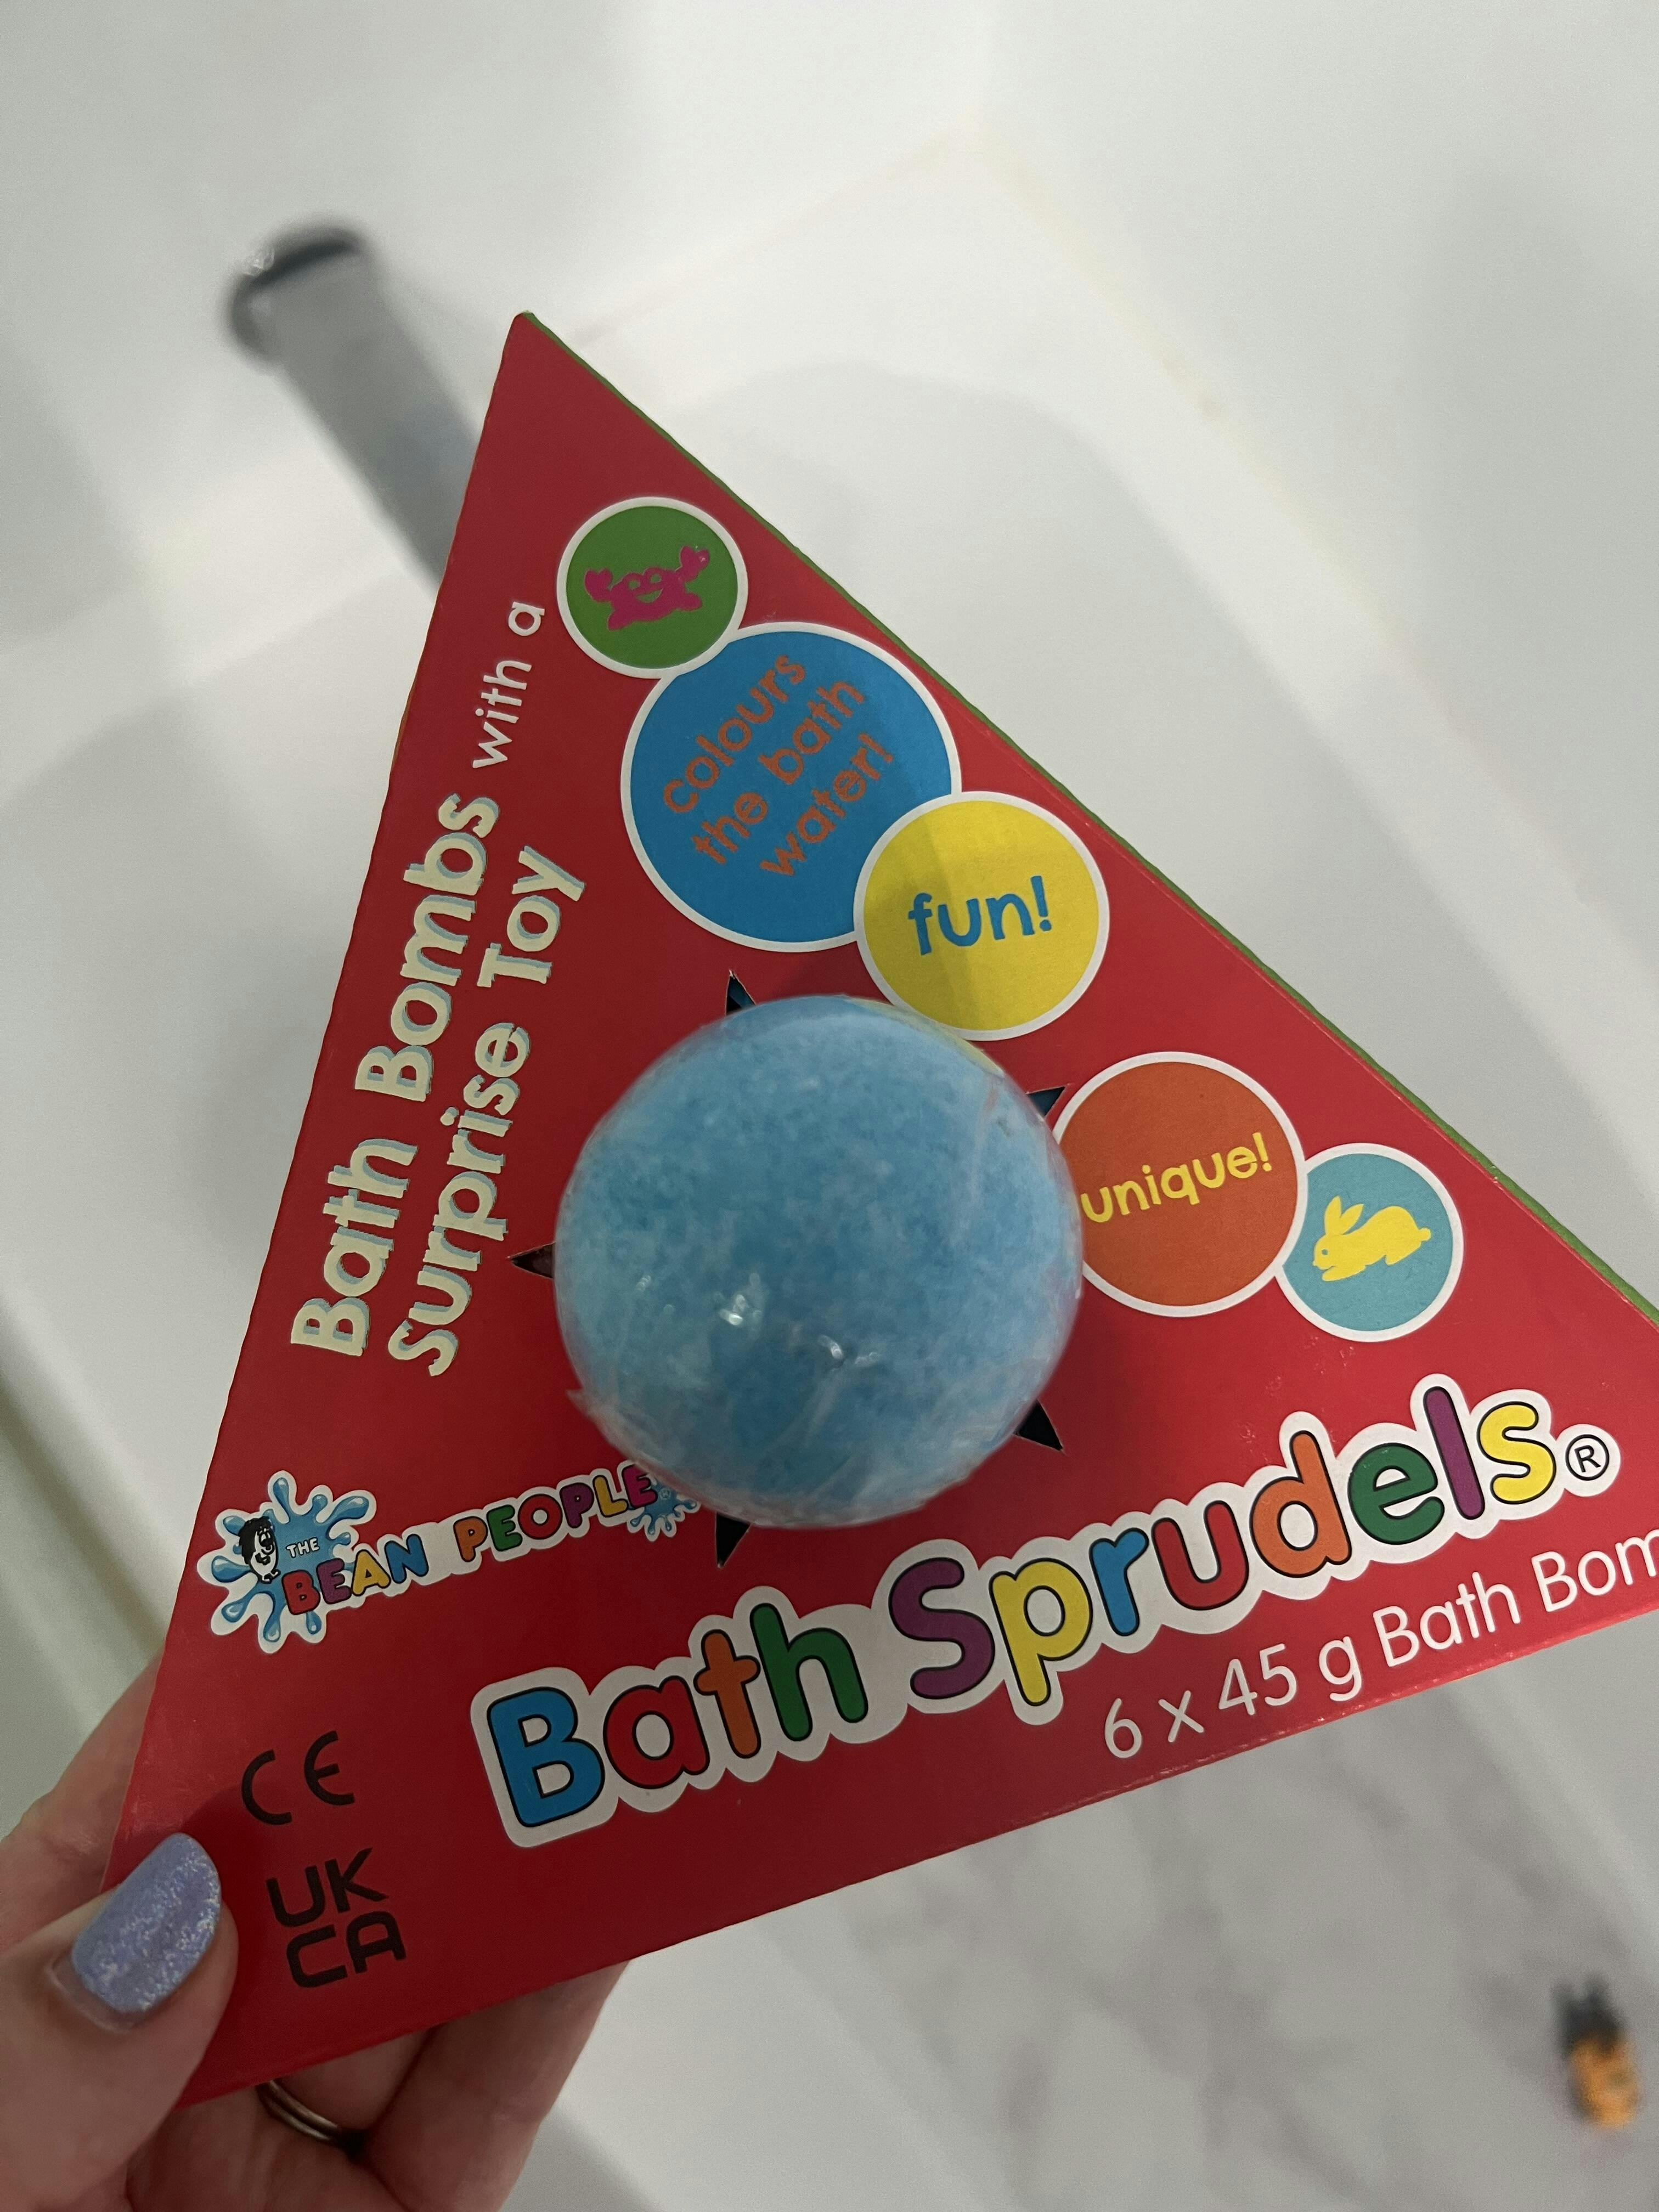 Bath Bombs with a
Surprise Toy
colours
the bath
water!
fun!
unique!
THE
BEAN PEOPLE
Bath Sprudels®
6 x 45 g Bath
CE
UK
CA